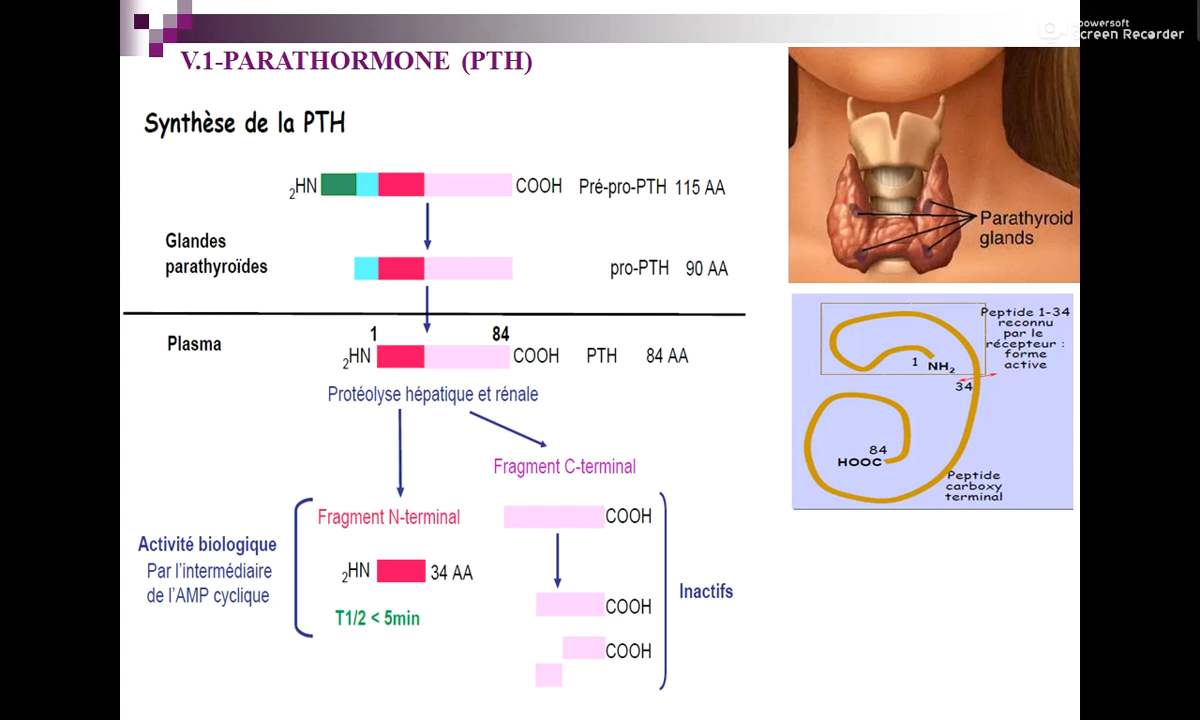 powersoft
Screen Recorder
V.1-PARATHORMONE (PTH)
Synthèse de la PTH
₂HN COOH Pré-pro-PTH 115 AA
Glandes
parathyroïdes
pro-PTH 90 AA
Plasma
1 84
₂HN COOH PTH 84 AA
Protéolyse hépatique et rénale
Fragment C-terminal
Fragment N-terminal
COOH
Activité biologique
Par l'intermédiaire
de l'AMP cyclique
₂HN 34 AA
T1/2 < 5min
COOH
COOH
Inactifs
Parathyroid
glands
Peptide 1-34
reconnu
par le
récepteur :
forme
active
1 NH₂
34
84
HOOC
Peptide
carboxy
terminal